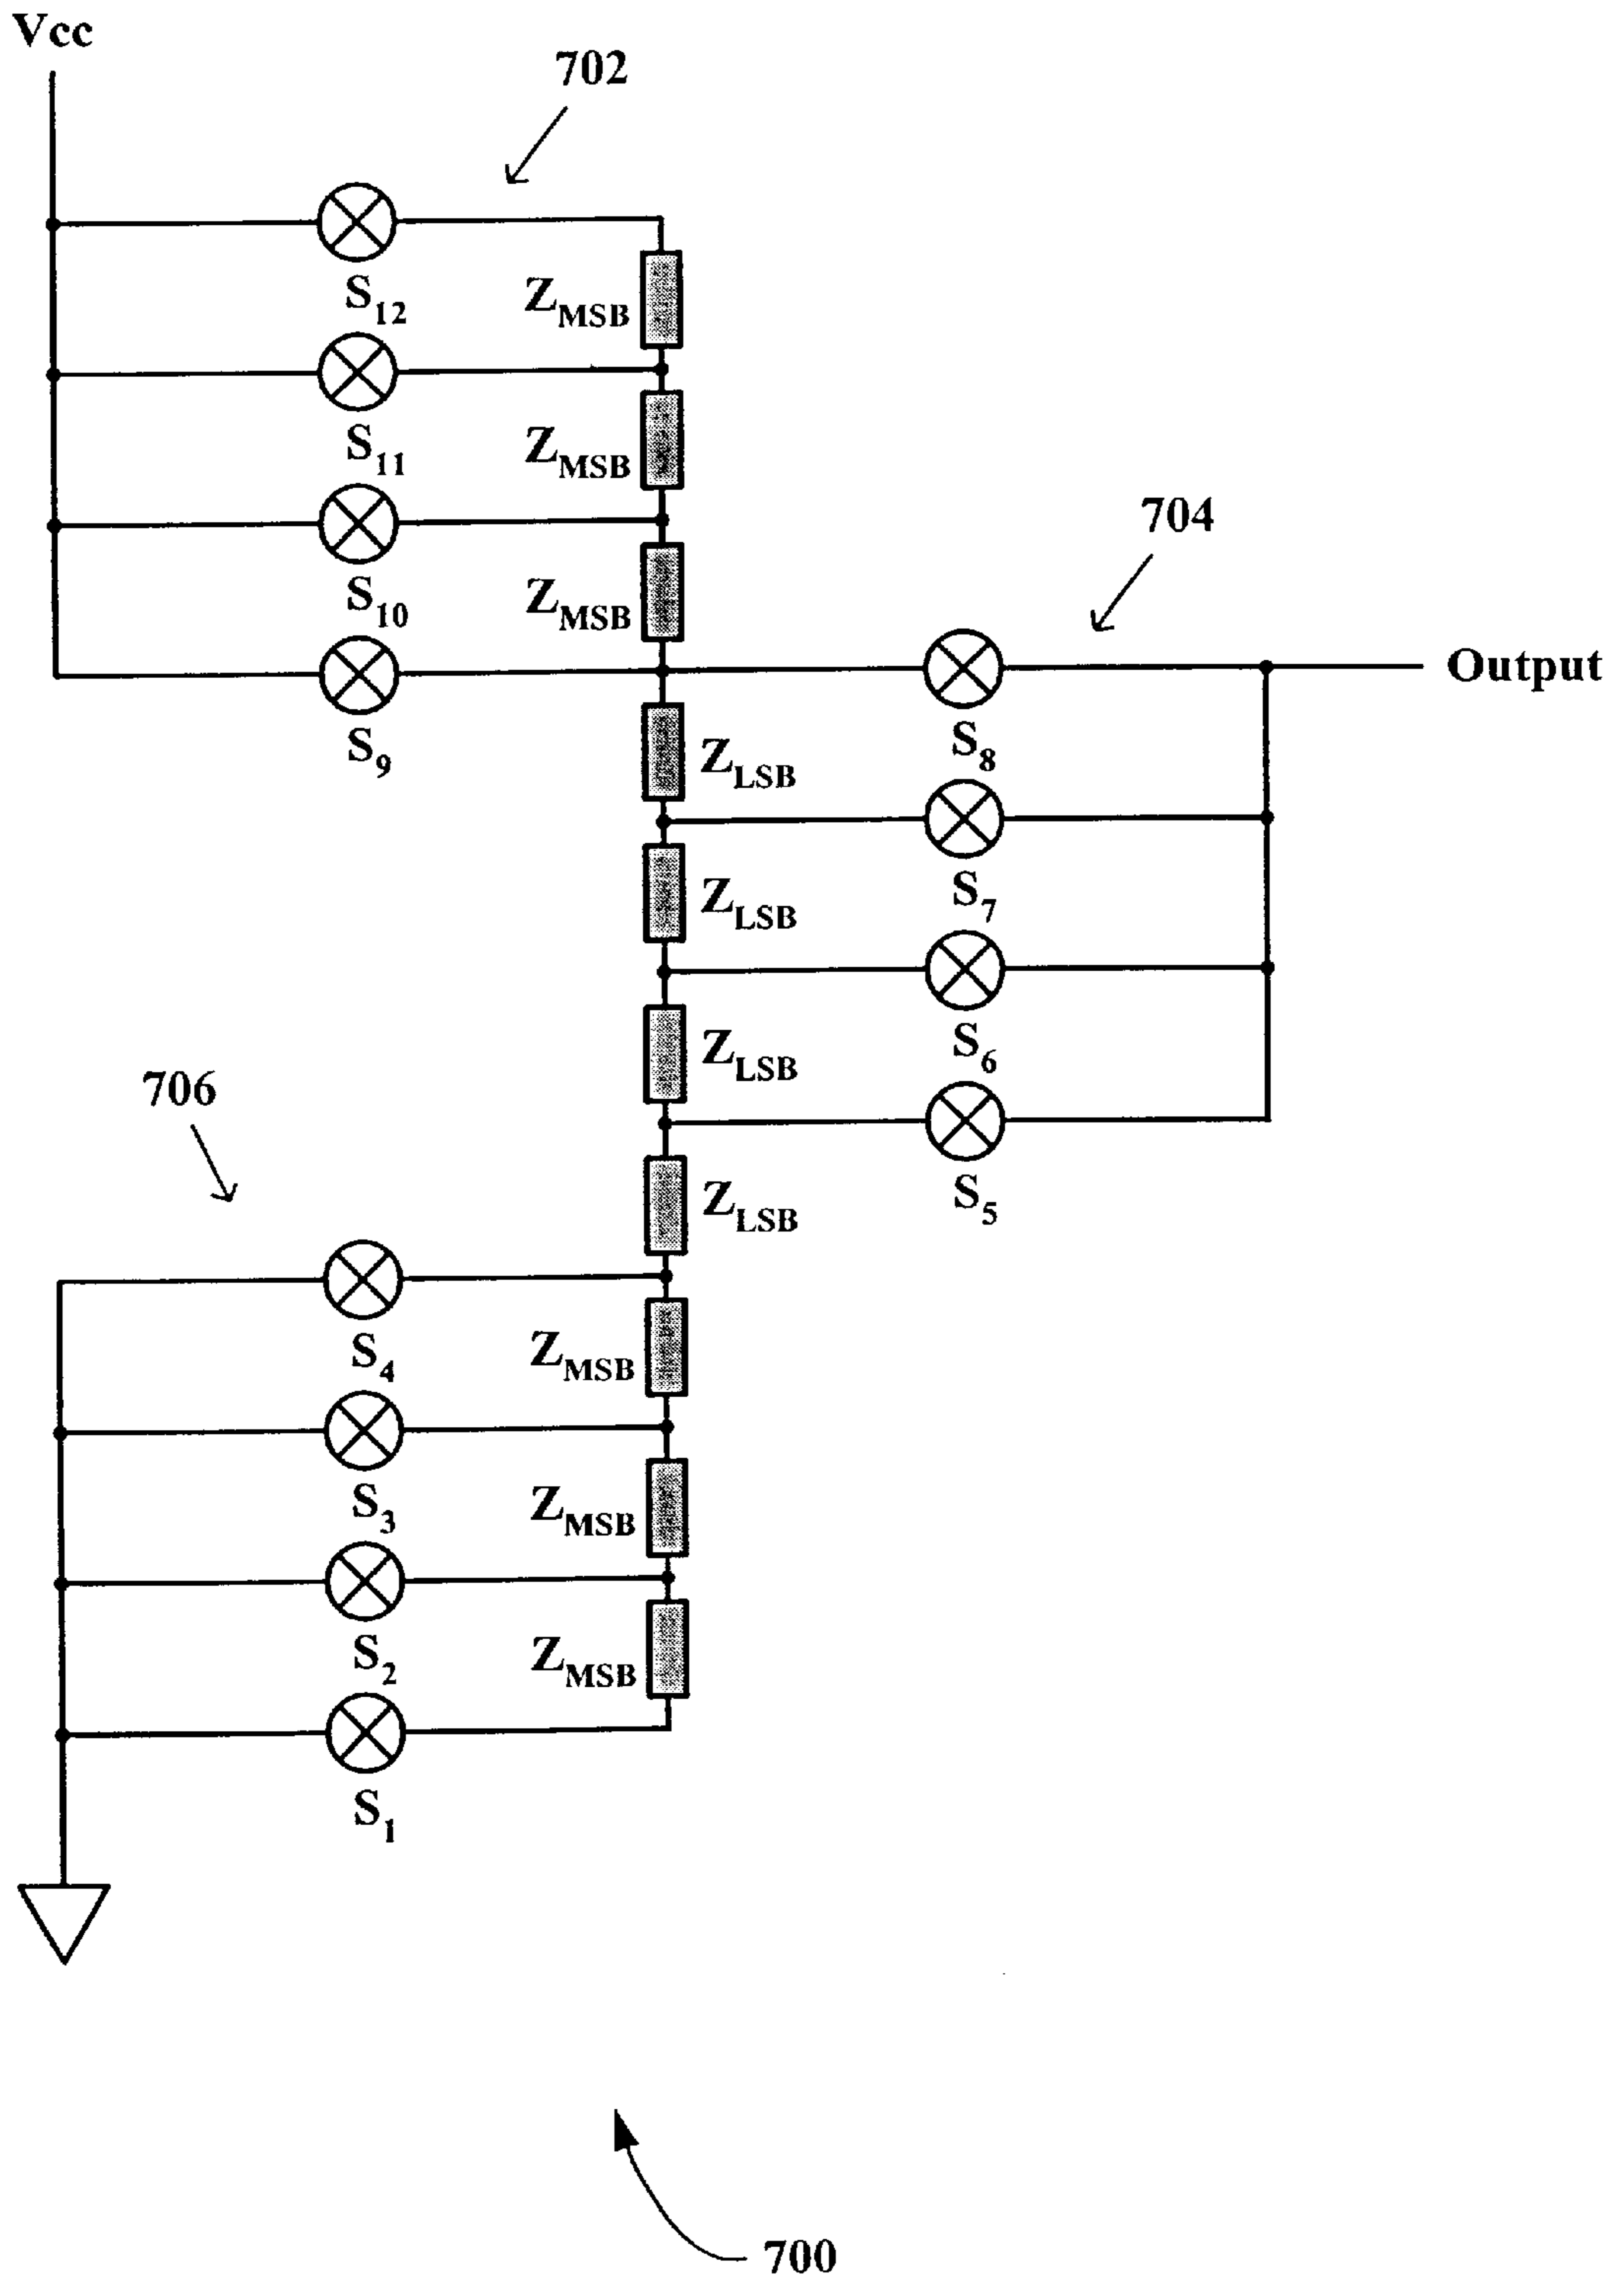 Vcc
702
S12
ZMSB
S11
ZMSB
S10
ZMSB
704
Output
S9
S8
ZLSB
S7
ZLSB
S6
ZLSB
706
S5
ZLSB
S4
ZMSB
S3
ZMSB
S2
ZMSB
S1
700